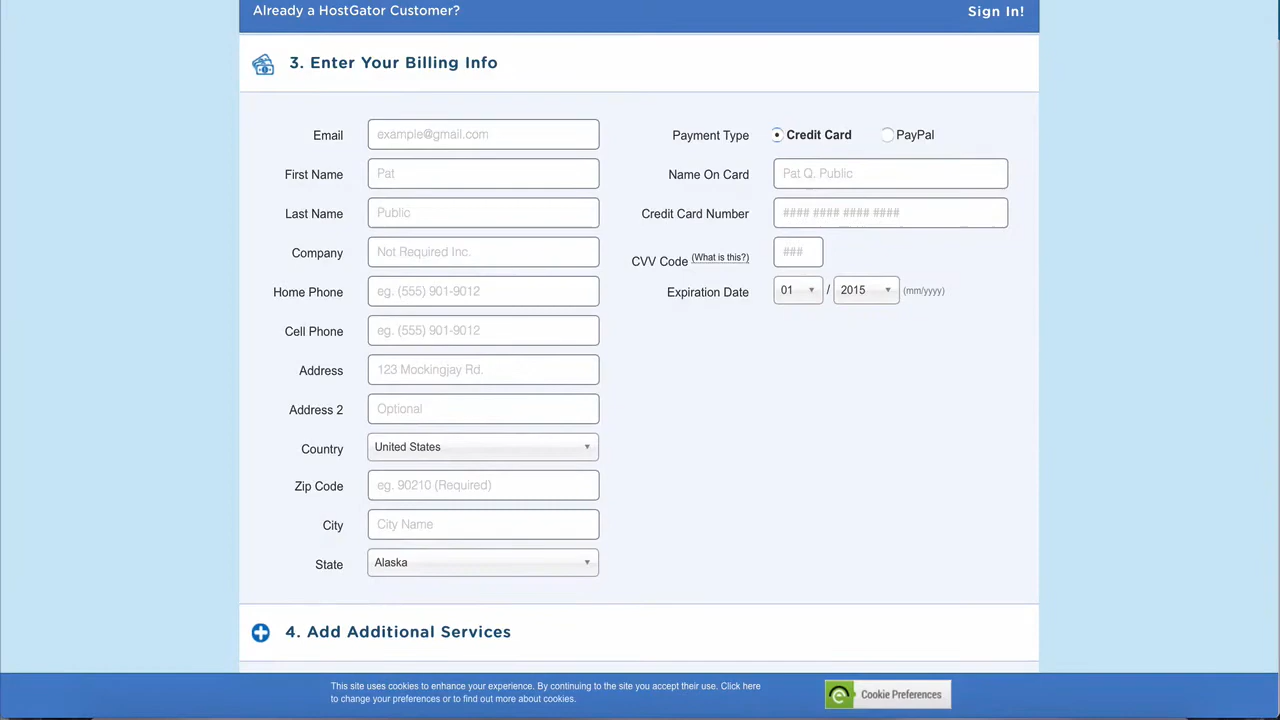 Already a HostGator Customer? Sign In!
3. Enter Your Billing Info
Email example@gmail.com
First Name Pat
Last Name Public
Company Not Required Inc.
Home Phone eg. (555) 901-9012
Cell Phone eg. (555) 901-9012
Address 123 Mockingjay Rd.
Address 2 Optional
Country United States
Zip Code eg. 90210 (Required)
City City Name
State Alaska
Payment Type Credit Card PayPal
Name On Card Pat Q. Public
Credit Card Number #### #### #### ####
CVV Code (What is this?) ###
Expiration Date 01 / 2015 (mm/yyyy)
4. Add Additional Services
This site uses cookies to enhance your experience. By continuing to the site you accept their use. Click here
to change your preferences or to find out more about cookies.
Cookie Preferences